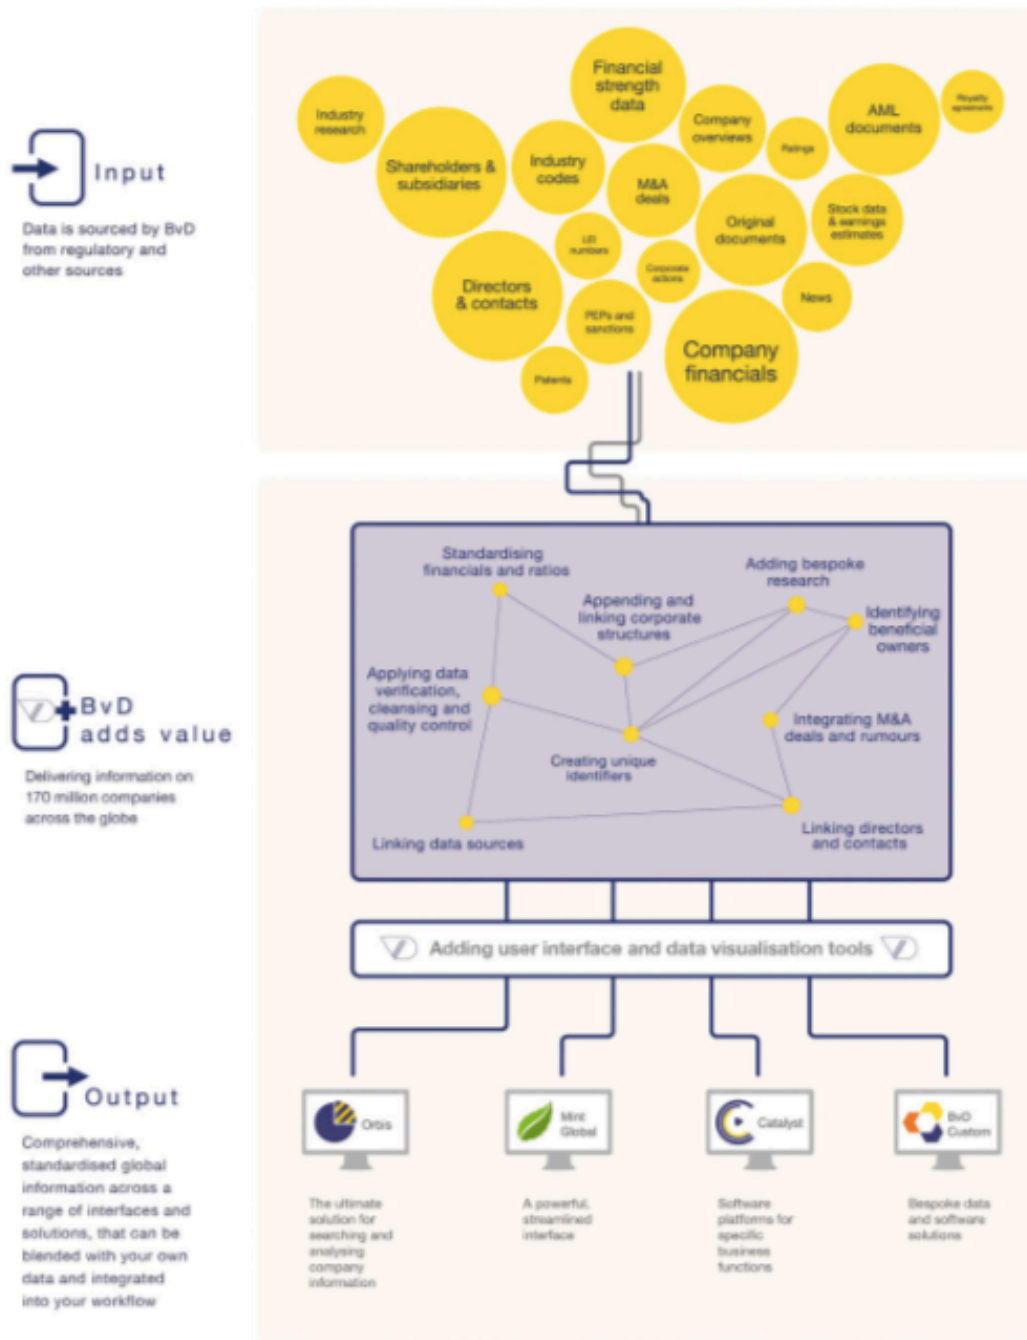 Input
Data is sourced by BvD
from regulatory and
other sources
Industry
research
Shareholders &
subsidiaries
Financial
strength
data
Industry
codes
Company
overviews
M&A
deals
Ratings
AML
documents
Royalty
agreements
Original
documents
Stock data
& earnings
estimates
LEI
numbers
Corporate
actions
Directors
& contacts
PEPs and
sanctions
News
Patents
Company
financials
BvD
adds value
Delivering information on
170 million companies
across the globe
Standardising
financials and ratios
Appending and
linking corporate
structures
Adding bespoke
research
Identifying
beneficial
owners
Applying data
verification,
cleansing and
quality control
Creating unique
identifiers
Integrating M&A
deals and rumours
Linking data sources
Linking directors
and contacts
Adding user interface and data visualisation tools
Output
Comprehensive,
standardised global
information across a
range of interfaces and
solutions, that can be
blended with your own
data and integrated
into your workflow
Orbis
The ultimate
solution for
searching and
analysing
company
information
Mint
Global
A powerful,
streamlined
interface
Catalyst
Software
platforms for
specific
business
functions
BvD
Custom
Bespoke data
and software
solutions